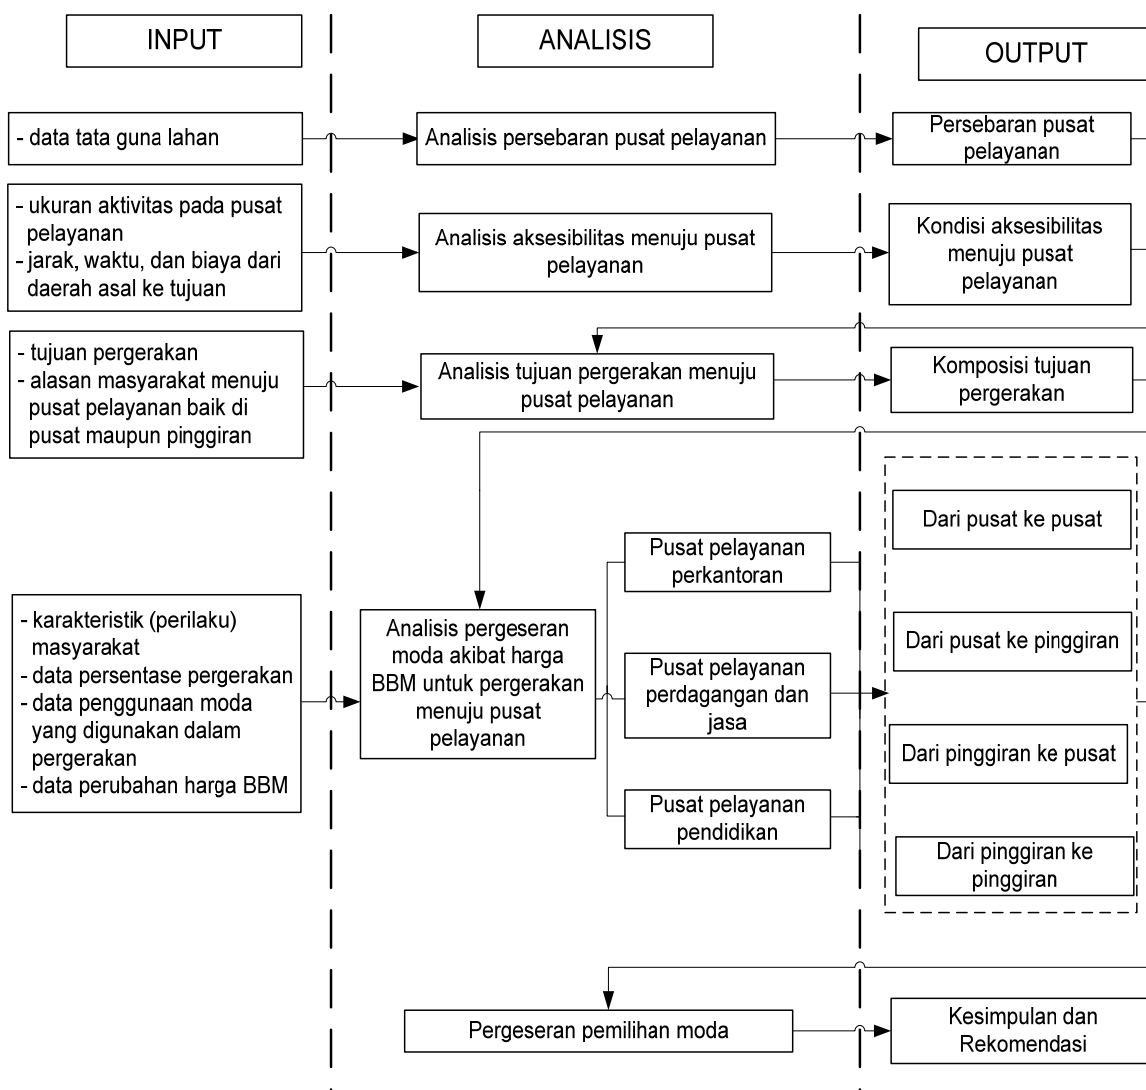 INPUT
ANALISIS
OUTPUT
- data tata guna lahan
Analisis persebaran pusat pelayanan
Persebaran pusat
pelayanan
- ukuran aktivitas pada pusat
pelayanan
- jarak, waktu, dan biaya dari
daerah asal ke tujuan
Analisis aksesibilitas menuju pusat
pelayanan
Kondisi aksesibilitas
menuju pusat
pelayanan
- tujuan pergerakan
- alasan masyarakat menuju
pusat pelayanan baik di
pusat maupun pinggiran
Analisis tujuan pergerakan menuju
pusat pelayanan
Komposisi tujuan
pergerakan
- karakteristik (perilaku)
masyarakat
- data persentase pergerakan
- data penggunaan moda
yang digunakan dalam
pergerakan
- data perubahan harga BBM
Analisis pergeseran
moda akibat harga
BBM untuk pergerakan
menuju pusat
pelayanan
Pusat pelayanan
perkantoran
Pusat pelayanan
perdagangan dan
jasa
Pusat pelayanan
pendidikan
Dari pusat ke pusat
Dari pusat ke pinggiran
Dari pinggiran ke pusat
Dari pinggiran ke
pinggiran
Pergeseran pemilihan moda
Kesimpulan dan
Rekomendasi